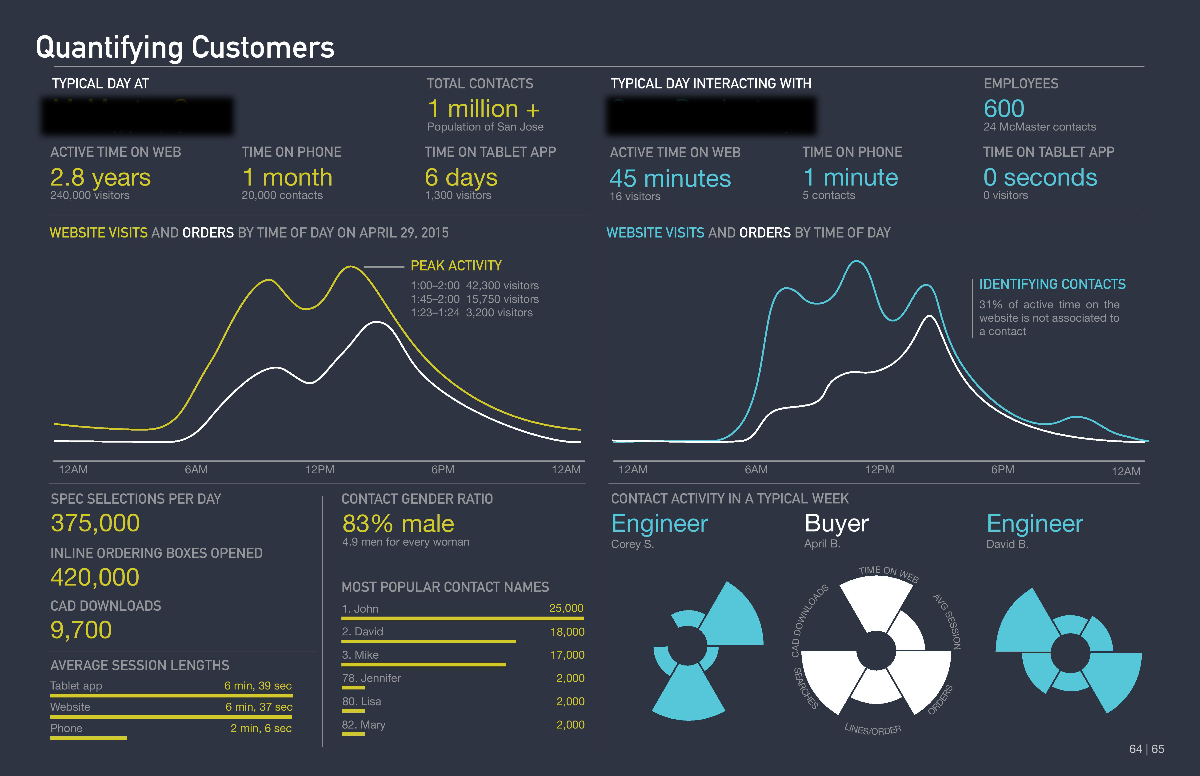 Quantifying Customers
TYPICAL DAY AT
TOTAL CONTACTS
1 million +
Population of San Jose
ACTIVE TIME ON WEB
2.8 years
240,000 visitors
TIME ON PHONE
1 month
20,000 contacts
TIME ON TABLET APP
6 days
1,300 visitors
WEBSITE VISITS AND ORDERS BY TIME OF DAY ON APRIL 29, 2015
PEAK ACTIVITY
1:00–2:00 42,300 visitors
1:45–2:00 15,750 visitors
1:23–1:24 3,200 visitors
12AM 6AM 12PM 6PM 12AM
SPEC SELECTIONS PER DAY
375,000
INLINE ORDERING BOXES OPENED
420,000
CAD DOWNLOADS
9,700
AVERAGE SESSION LENGTHS
Tablet app 6 min, 39 sec
Website 6 min, 37 sec
Phone 2 min, 6 sec
CONTACT GENDER RATIO
83% male
4.9 men for every woman
MOST POPULAR CONTACT NAMES
1. John 25,000
2. David 18,000
3. Mike 17,000
78. Jennifer 2,000
80. Lisa 2,000
82. Mary 2,000
TYPICAL DAY INTERACTING WITH
EMPLOYEES
600
24 McMaster contacts
ACTIVE TIME ON WEB
45 minutes
16 visitors
TIME ON PHONE
1 minute
5 contacts
TIME ON TABLET APP
0 seconds
0 visitors
WEBSITE VISITS AND ORDERS BY TIME OF DAY
IDENTIFYING CONTACTS
31% of active time on the
website is not associated to
a contact
12AM 6AM 12PM 6PM 12AM
CONTACT ACTIVITY IN A TYPICAL WEEK
Engineer
Corey S.
Buyer
April B.
Engineer
David B.
TIME ON WEB
AVG SESSION
ORDERS
LINES/ORDER
SEARCHES
CAD DOWNLOADS
64 | 65